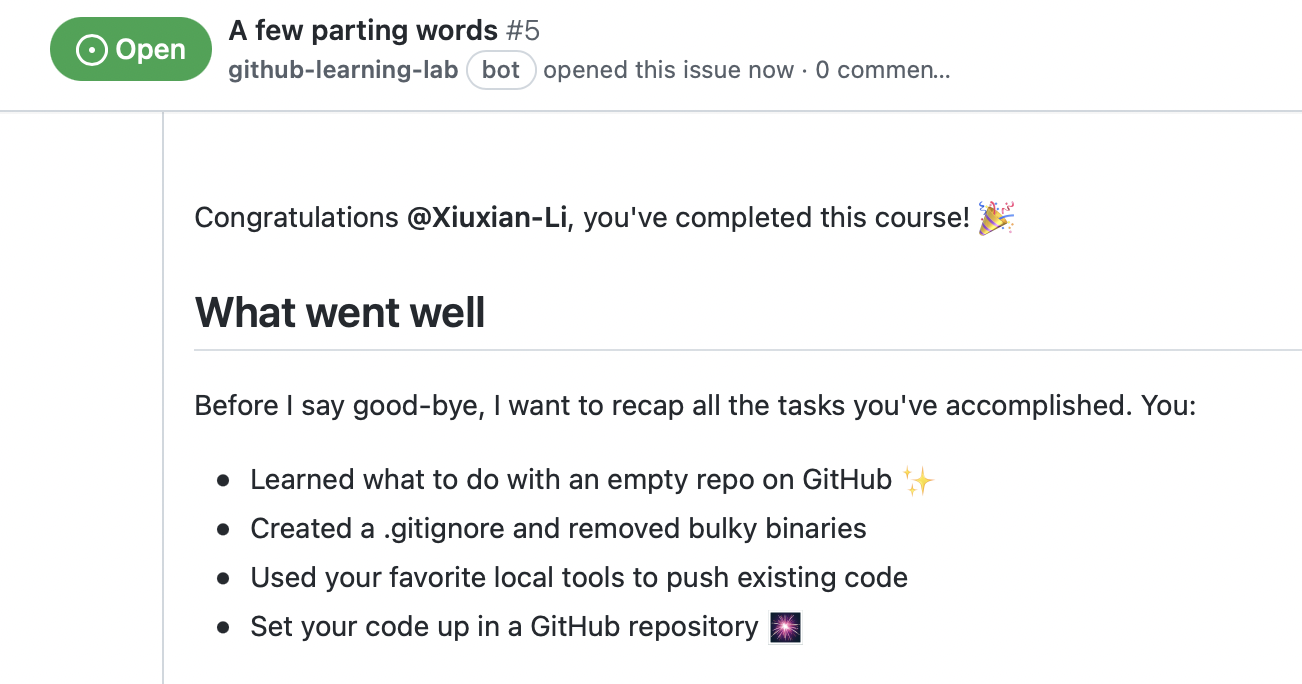 Open
A few parting words #5
github-learning-lab bot opened this issue now · 0 commen...
Congratulations @Xiuxian-Li, you've completed this course! 🎉
What went well
Before I say good-bye, I want to recap all the tasks you've accomplished. You:
• Learned what to do with an empty repo on GitHub ✨
• Created a .gitignore and removed bulky binaries
• Used your favorite local tools to push existing code
• Set your code up in a GitHub repository 🎆